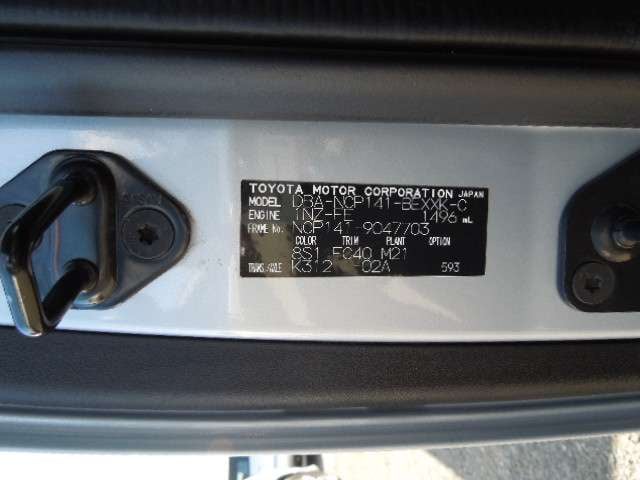 TOYOTA MOTOR CORPORATION JAPAN
MODEL DBA-NCP141-BEXXK-C
ENGINE 1NZ-FE 1496 mL
FRAME No. NCP141-9047703
COLOR TRIM PLANT OPTION
8S1 FC40 M21
TRANS./AXLE K312 -02A 593